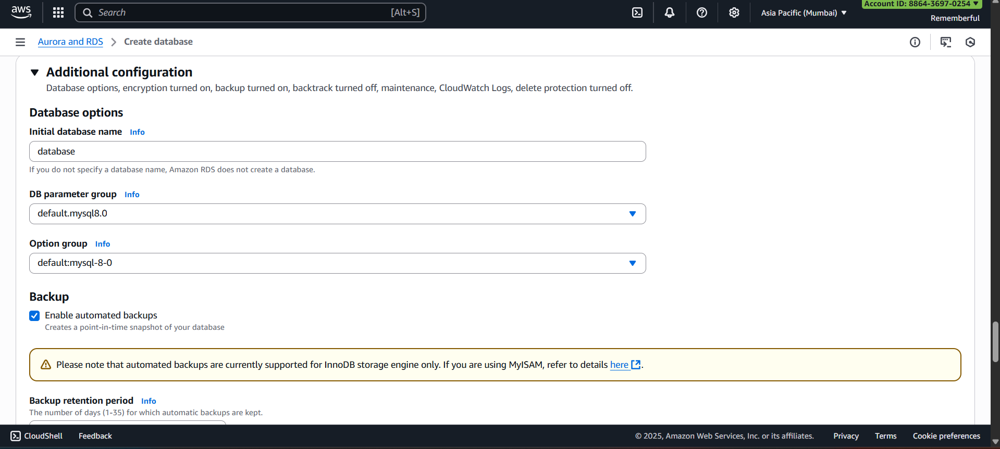 aws
Search
[Alt+S]
Asia Pacific (Mumbai)
Account ID: 8864-3697-0254
Rememberful
Aurora and RDS
Create database
Additional configuration
Database options, encryption turned on, backup turned on, backtrack turned off, maintenance, CloudWatch Logs, delete protection turned off.
Database options
Initial database name Info
database
If you do not specify a database name, Amazon RDS does not create a database.
DB parameter group Info
default.mysql8.0
Option group Info
default:mysql-8-0
Backup
Enable automated backups
Creates a point-in-time snapshot of your database
Please note that automated backups are currently supported for InnoDB storage engine only. If you are using MyISAM, refer to details here.
Backup retention period Info
The number of days (1-35) for which automatic backups are kept.
CloudShell
Feedback
© 2025, Amazon Web Services, Inc. or its affiliates.
Privacy
Terms
Cookie preferences